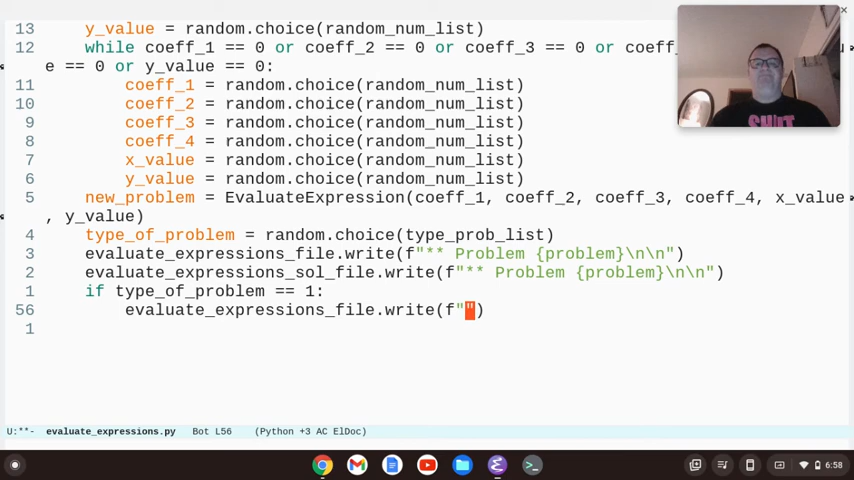 13 y_value = random.choice(random_num_list)
12 while coeff_1 == 0 or coeff_2 == 0 or coeff_3 == 0 or coeff_
e == 0 or y_value == 0:
11 coeff_1 = random.choice(random_num_list)
10 coeff_2 = random.choice(random_num_list)
9 coeff_3 = random.choice(random_num_list)
8 coeff_4 = random.choice(random_num_list)
7 x_value = random.choice(random_num_list)
6 y_value = random.choice(random_num_list)
5 new_problem = EvaluateExpression(coeff_1, coeff_2, coeff_3, coeff_4, x_value
, y_value)
4 type_of_problem = random.choice(type_prob_list)
3 evaluate_expressions_file.write(f"** Problem {problem}\n\n")
2 evaluate_expressions_sol_file.write(f"** Problem {problem}\n\n")
1 if type_of_problem == 1:
56 evaluate_expressions_file.write(f"")
1
U:**- evaluate_expressions.py Bot L56 (Python +3 AC ElDoc)
6:58